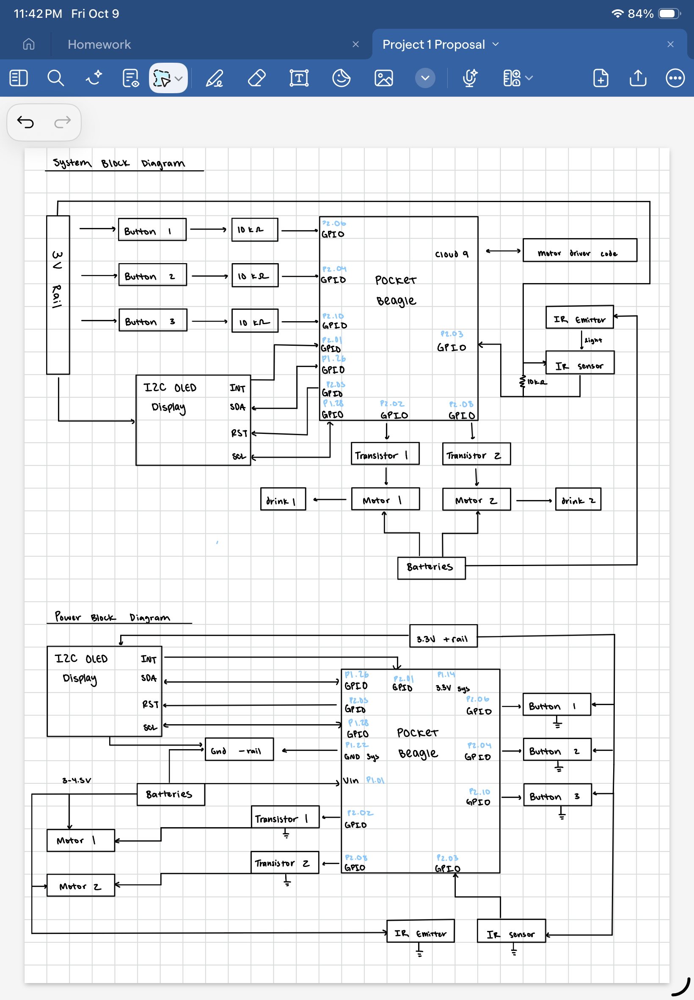 11:42 PM Fri Oct 9
84%
Homework
Project 1 Proposal
System Block Diagram
3V Rail
Button 1
10 kΩ
P2.06
GPIO
Cloud 9
motor driver code
Button 2
10 kΩ
P2.04
GPIO
POCKET
Beagle
Button 3
10 kΩ
P2.10
GPIO
IR Emitter
light
P2.01
GPIO
P2.03
GPIO
P1.26
GPIO
IR sensor
10kΩ
I2C OLED
Display
INT
SDA
RST
SCL
P2.05
GPIO
P1.28
GPIO
P2.02
GPIO
P2.08
GPIO
Transistor 1
Transistor 2
drink 1
Motor 1
Motor 2
drink 2
Batteries
Power Block Diagram
3.3V +rail
I2C OLED
Display
INT
SDA
RST
SCL
P1.26
GPIO
P2.01
GPIO
P1.14
3.3V sys
P2.05
GPIO
P2.06
GPIO
Button 1
P1.28
GPIO
POCKET
Beagle
Gnd -rail
P1.22
GND Sys
P2.04
GPIO
Button 2
3-4.5V
Batteries
Vin P1.01
P2.10
GPIO
Button 3
Transistor 1
P2.02
GPIO
Motor 1
Transistor 2
P2.08
GPIO
P2.03
GPIO
Motor 2
IR Emitter
IR sensor